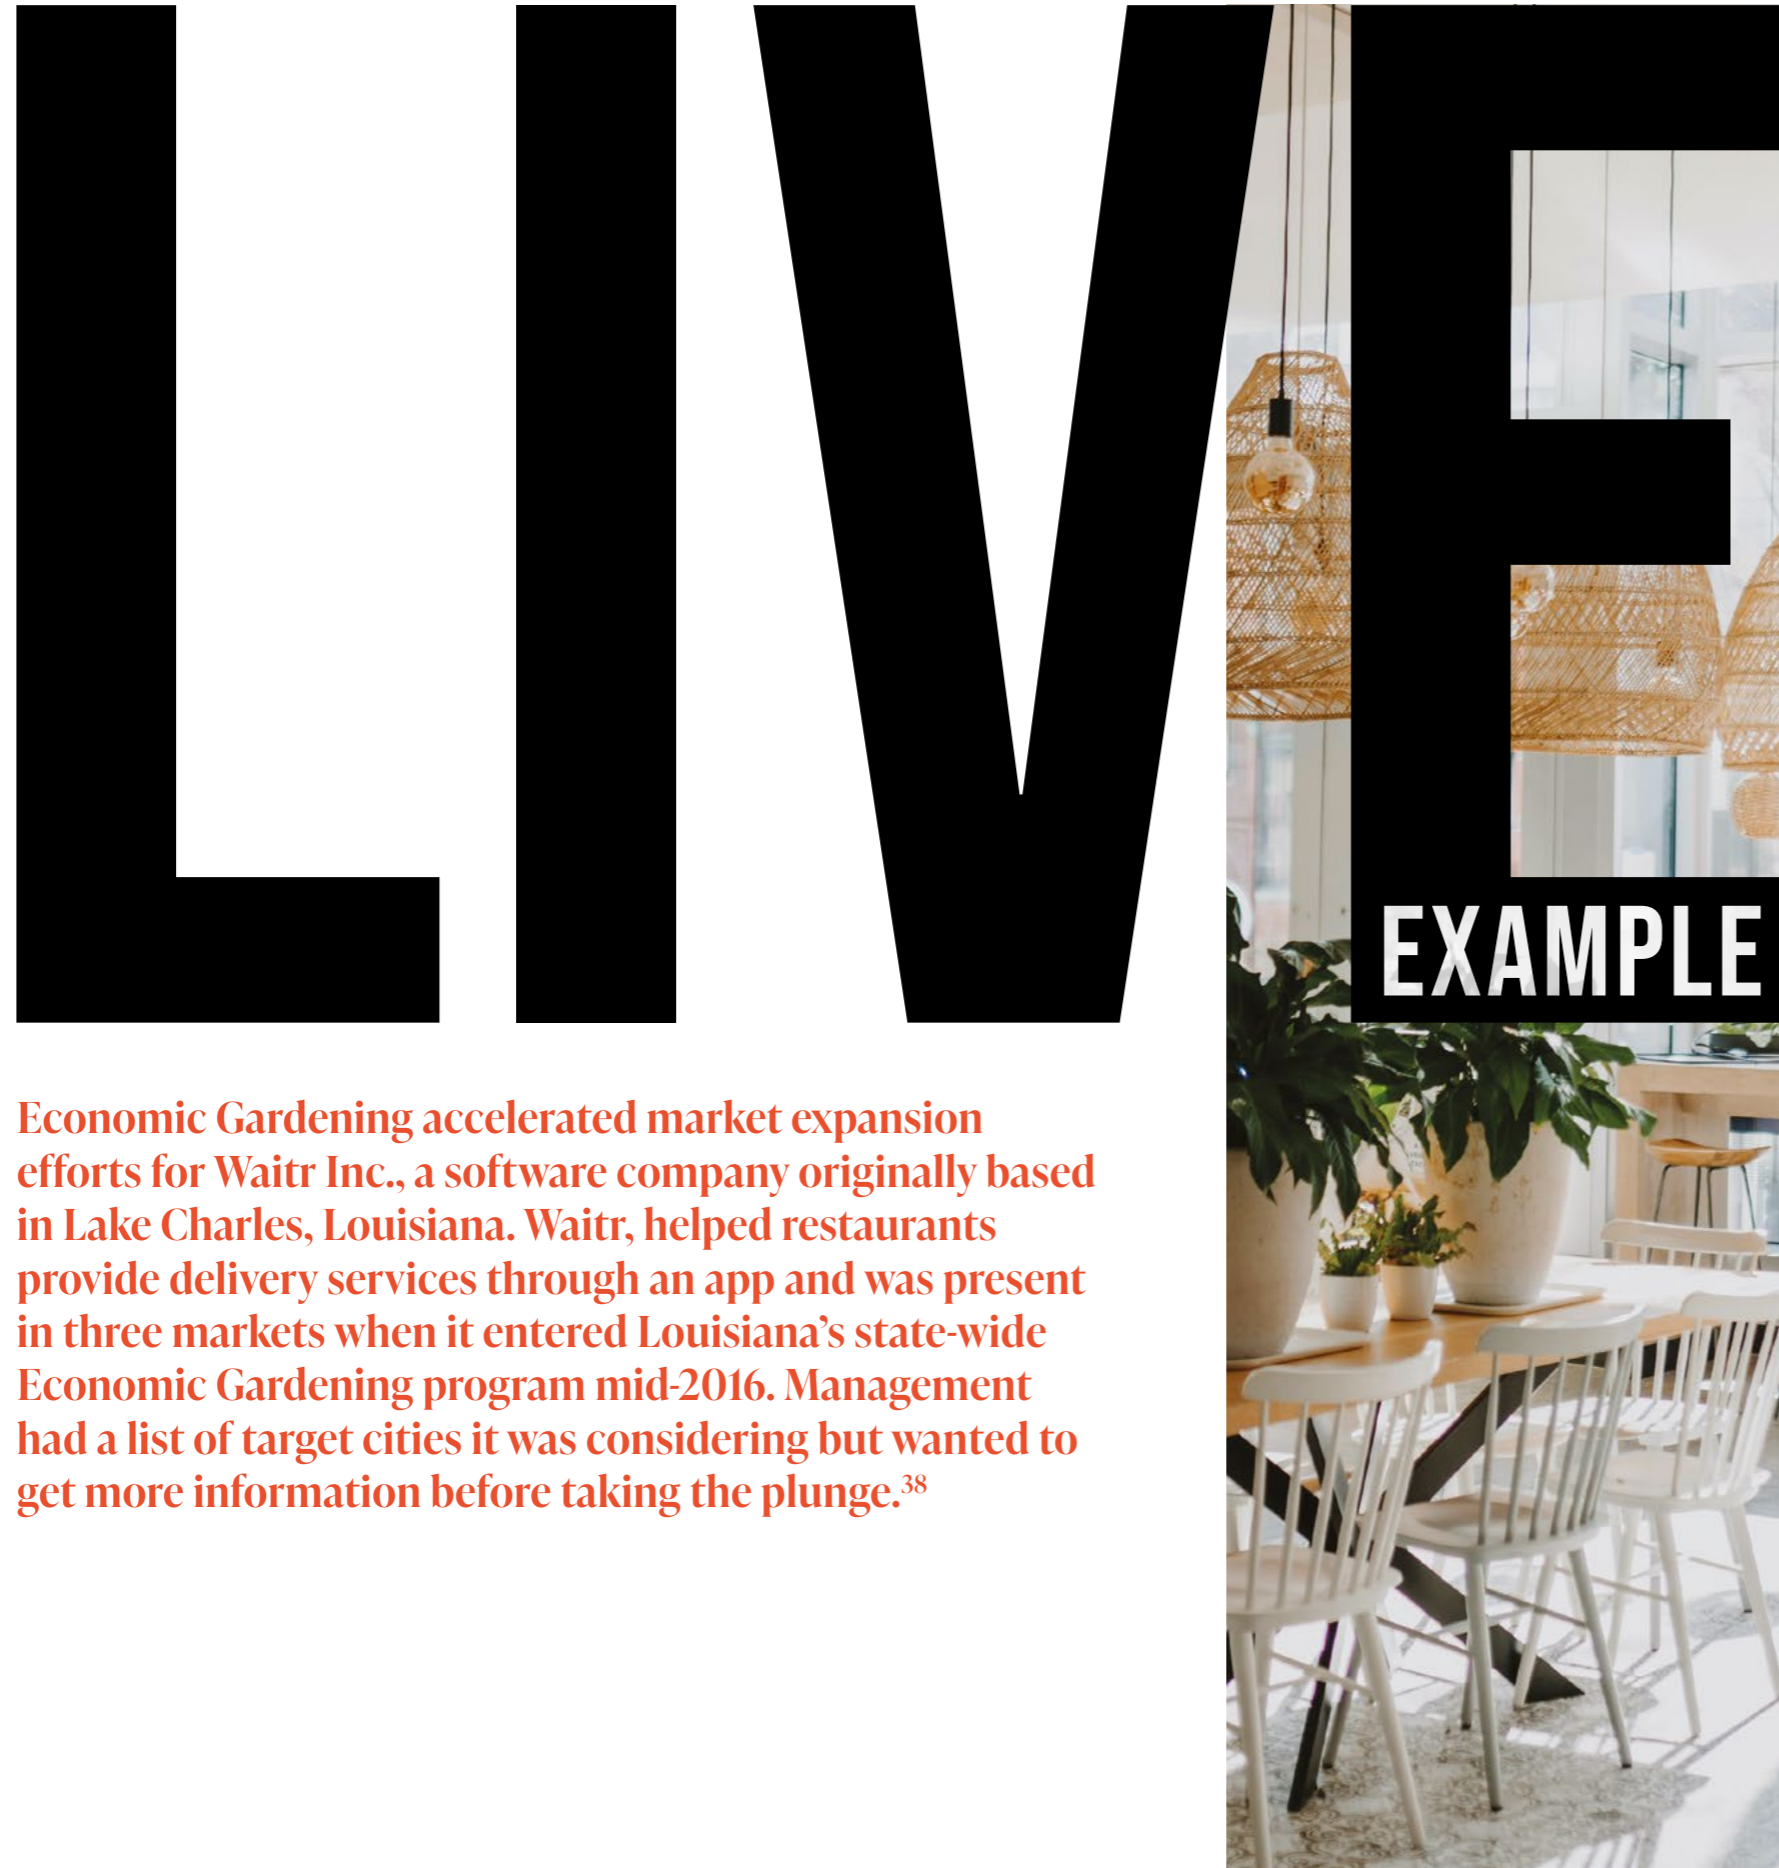 LIVE
EXAMPLE
Economic Gardening accelerated market expansion
efforts for Waitr Inc., a software company originally based
in Lake Charles, Louisiana. Waitr, helped restaurants
provide delivery services through an app and was present
in three markets when it entered Louisiana’s state-wide
Economic Gardening program mid-2016. Management
had a list of target cities it was considering but wanted to
get more information before taking the plunge.38